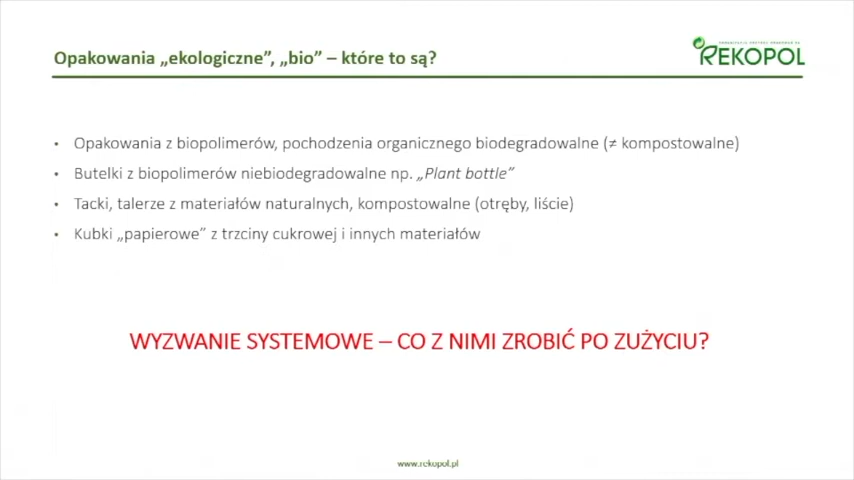 Opakowania „ekologiczne”, „bio” – które to są?
REKOPOL
• Opakowania z biopolimerów, pochodzenia organicznego biodegradowalne (≠ kompostowalne)
• Butelki z biopolimerów niebiodegradowalne np. „Plant bottle”
• Tacki, talerze z materiałów naturalnych, kompostowalne (otręby, liście)
• Kubki „papierowe” z trzciny cukrowej i innych materiałów
WYZWANIE SYSTEMOWE – CO Z NIMI ZROBIĆ PO ZUŻYCIU?
www.rekopol.pl